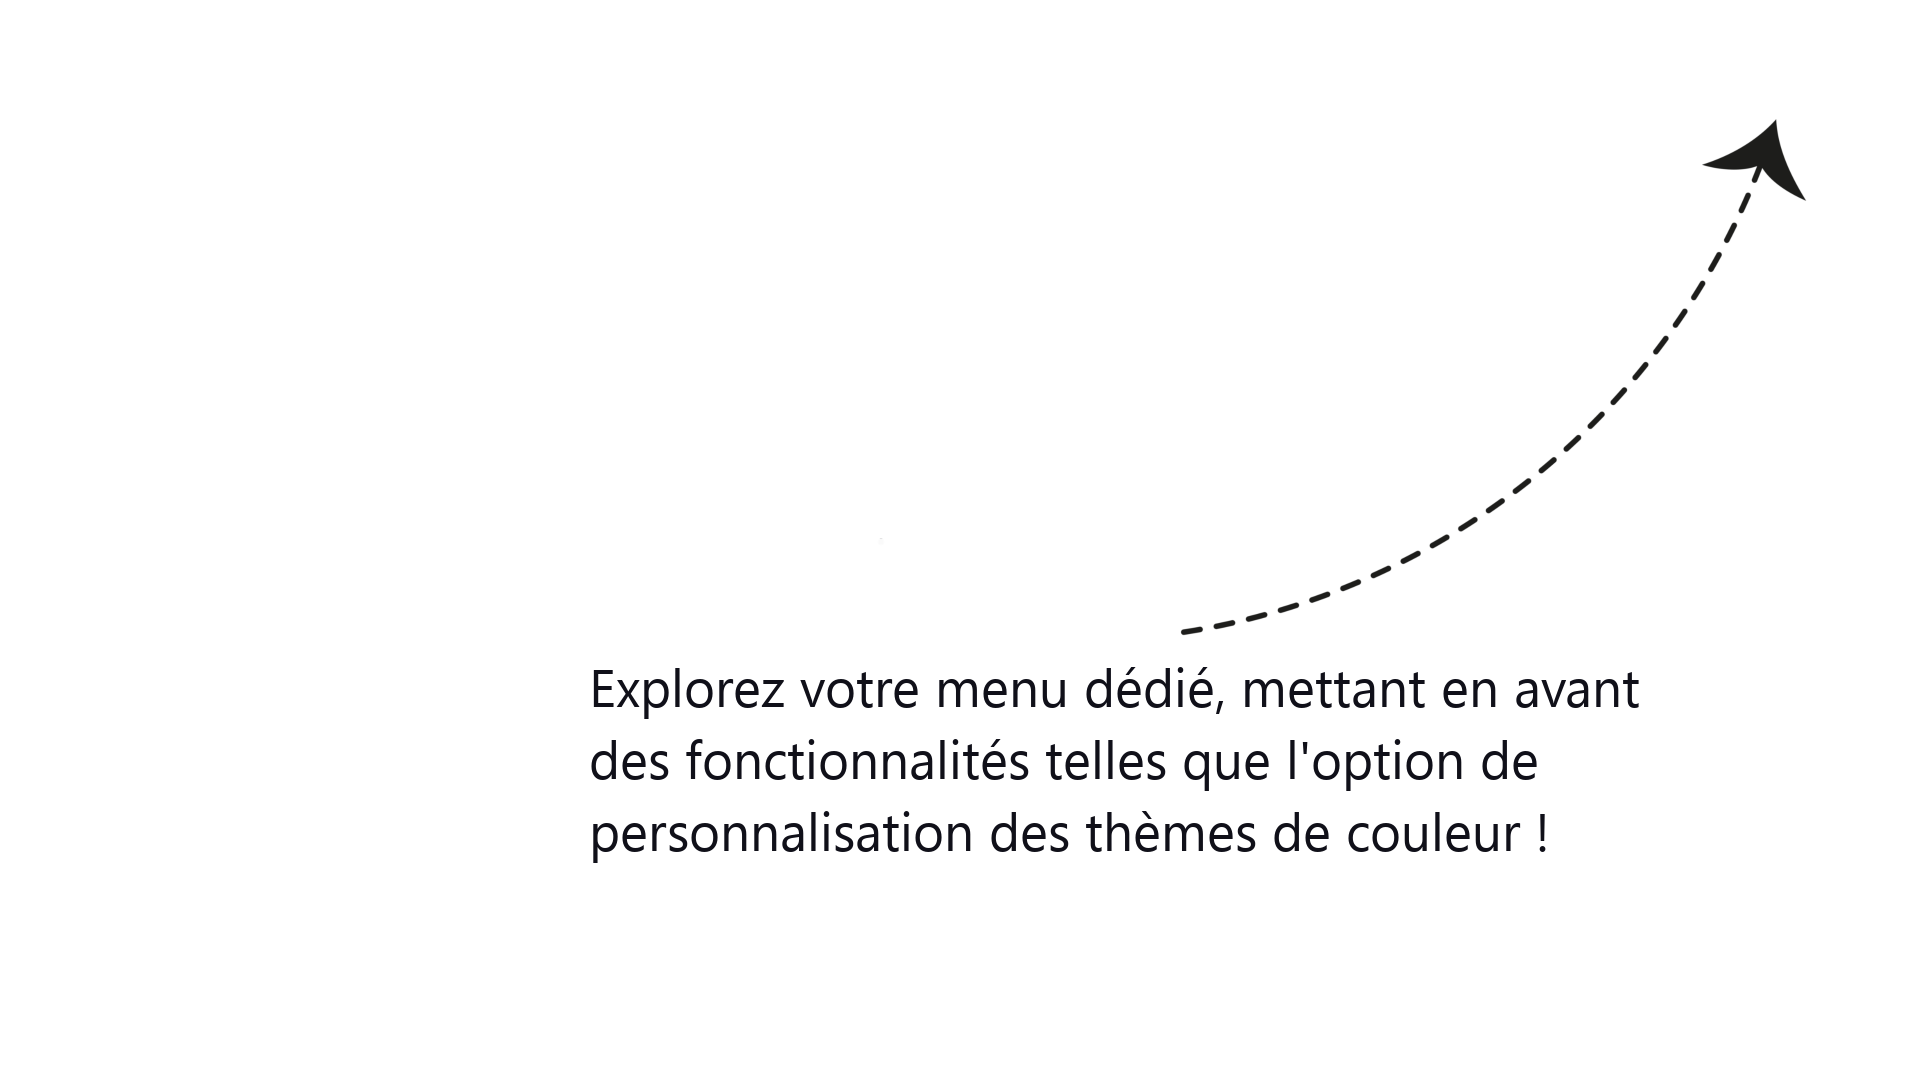 Explorez votre menu dédié, mettant en avant
des fonctionnalités telles que l'option de
personnalisation des thèmes de couleur !